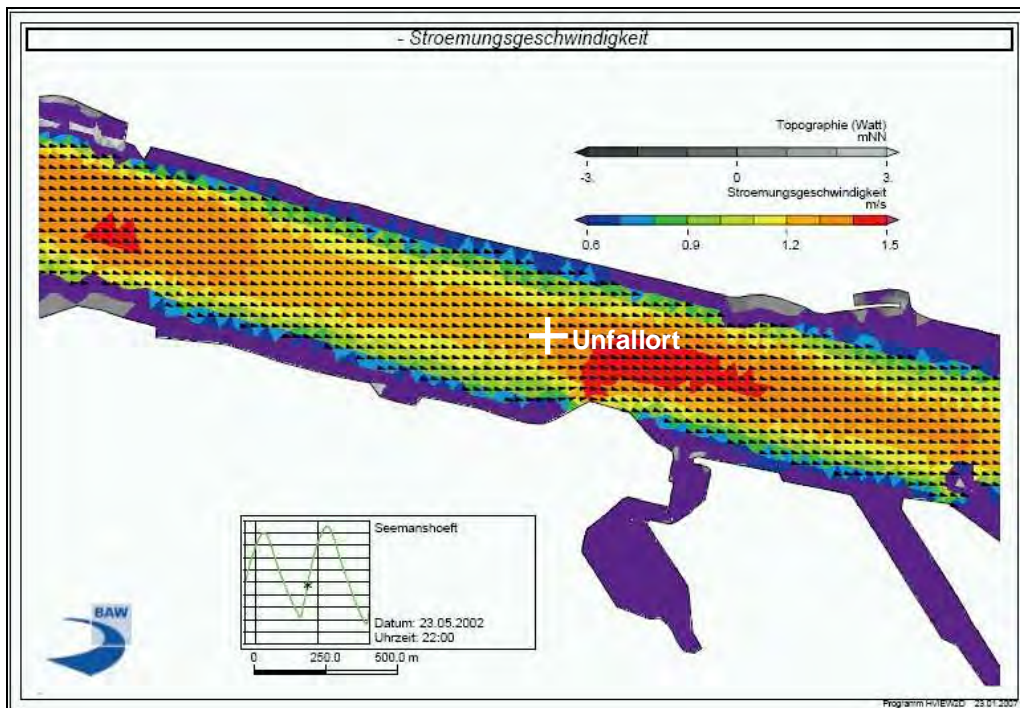 - Stroemungsgeschwindigkeit
Topographie (Watt)
mNN
-3. 0 3.
Stroemungsgeschwindigkeit
m/s
0.6 0.9 1.2 1.5
Unfallort
Seemanshoeft
Datum: 23.05.2002
Uhrzeit: 22:00
0 250.0 500.0 m
BAW
Programm HVIEW2D 23.01.2007